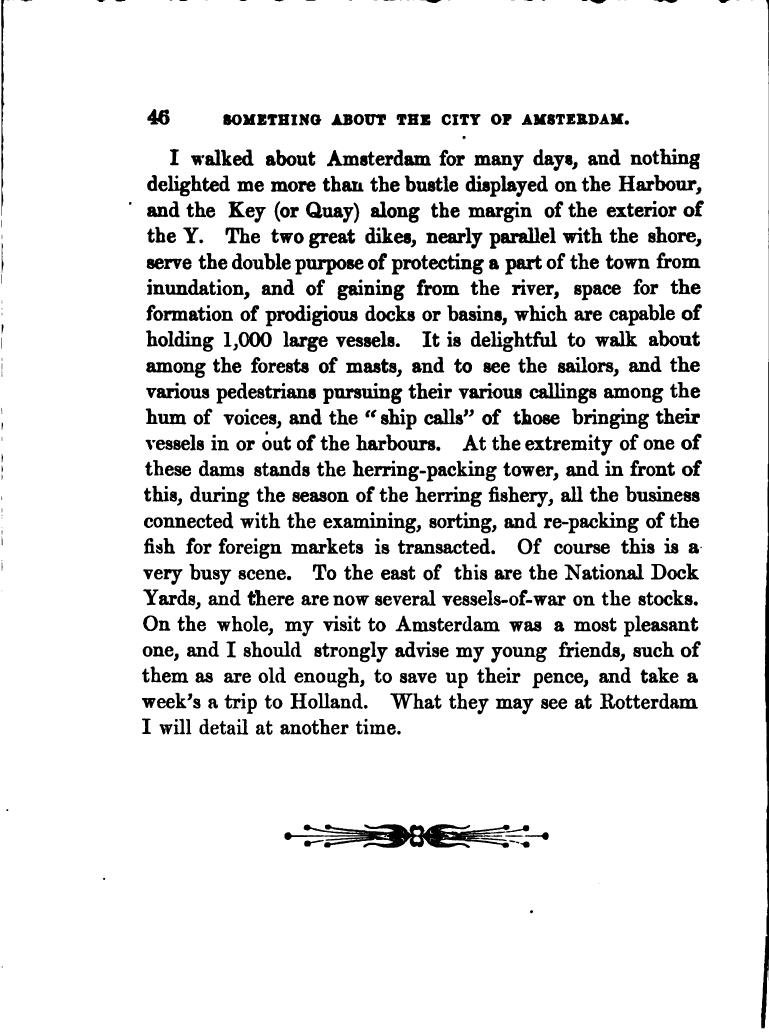 46 SOMETHING ABOUT THE CITY OF AMSTERDAM.
I walked about Amsterdam for many days, and nothing
delighted me more than the bustle displayed on the Harbour,
and the Key (or Quay) along the margin of the exterior of
the Y. The two great dikes, nearly parallel with the shore,
serve the double purpose of protecting a part of the town from
inundation, and of gaining from the river, space for the
formation of prodigious docks or basins, which are capable of
holding 1,000 large vessels. It is delightful to walk about
among the forests of masts, and to see the sailors, and the
various pedestrians pursuing their various callings among the
hum of voices, and the “ship calls” of those bringing their
vessels in or out of the harbours. At the extremity of one of
these dams stands the herring-packing tower, and in front of
this, during the season of the herring fishery, all the business
connected with the examining, sorting, and re-packing of the
fish for foreign markets is transacted. Of course this is a
very busy scene. To the east of this are the National Dock
Yards, and there are now several vessels-of-war on the stocks.
On the whole, my visit to Amsterdam was a most pleasant
one, and I should strongly advise my young friends, such of
them as are old enough, to save up their pence, and take a
week's a trip to Holland. What they may see at Rotterdam
I will detail at another time.